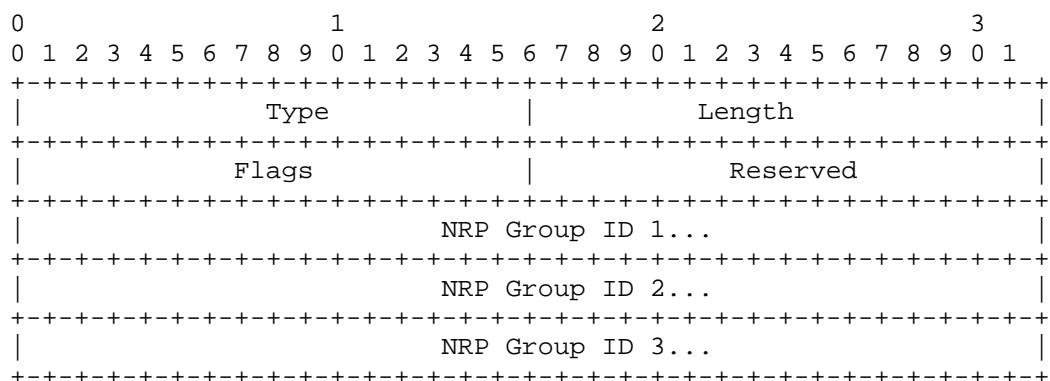 0                   1                   2                   3
0 1 2 3 4 5 6 7 8 9 0 1 2 3 4 5 6 7 8 9 0 1 2 3 4 5 6 7 8 9 0 1
+-+-+-+-+-+-+-+-+-+-+-+-+-+-+-+-+-+-+-+-+-+-+-+-+-+-+-+-+-+-+-+-+
|               Type            |          Length               |
+-+-+-+-+-+-+-+-+-+-+-+-+-+-+-+-+-+-+-+-+-+-+-+-+-+-+-+-+-+-+-+-+
|             Flags             |            Reserved           |
+-+-+-+-+-+-+-+-+-+-+-+-+-+-+-+-+-+-+-+-+-+-+-+-+-+-+-+-+-+-+-+-+
|                          NRP Group ID 1...                    |
+-+-+-+-+-+-+-+-+-+-+-+-+-+-+-+-+-+-+-+-+-+-+-+-+-+-+-+-+-+-+-+-+
|                          NRP Group ID 2...                    |
+-+-+-+-+-+-+-+-+-+-+-+-+-+-+-+-+-+-+-+-+-+-+-+-+-+-+-+-+-+-+-+-+
|                          NRP Group ID 3...                    |
+-+-+-+-+-+-+-+-+-+-+-+-+-+-+-+-+-+-+-+-+-+-+-+-+-+-+-+-+-+-+-+-+